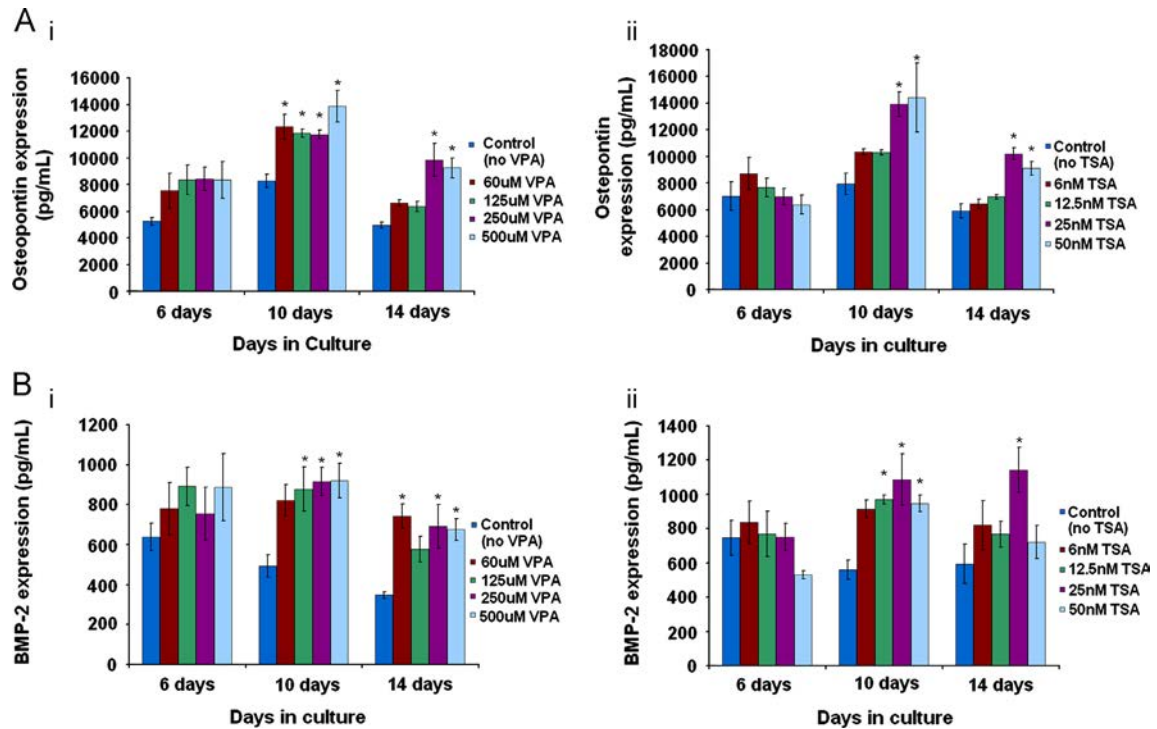 A
i
Osteopontin expression
(pg/mL)
16000
14000
12000
10000
8000
6000
4000
2000
0
* * * * * *
6 days 10 days 14 days
Days in Culture
Control
(no VPA)
60uM VPA
125uM VPA
250uM VPA
500uM VPA
ii
Ostepontin
expression (pg/mL)
18000
16000
14000
12000
10000
8000
6000
4000
2000
0
* * * *
6 days 10 days 14 days
Days in culture
Control
(no TSA)
6nM TSA
12.5nM TSA
25nM TSA
50nM TSA
B
i
BMP-2 expression (pg/mL)
1200
1000
800
600
400
200
0
* * * * * *
6 days 10 days 14 days
Days in culture
Control
(no VPA)
60uM VPA
125uM VPA
250uM VPA
500uM VPA
ii
BMP-2 expression (pg/mL)
1400
1200
1000
800
600
400
200
0
* * * *
6 days 10 days 14 days
Days in culture
Control
(no TSA)
6nM TSA
12.5nM TSA
25nM TSA
50nM TSA